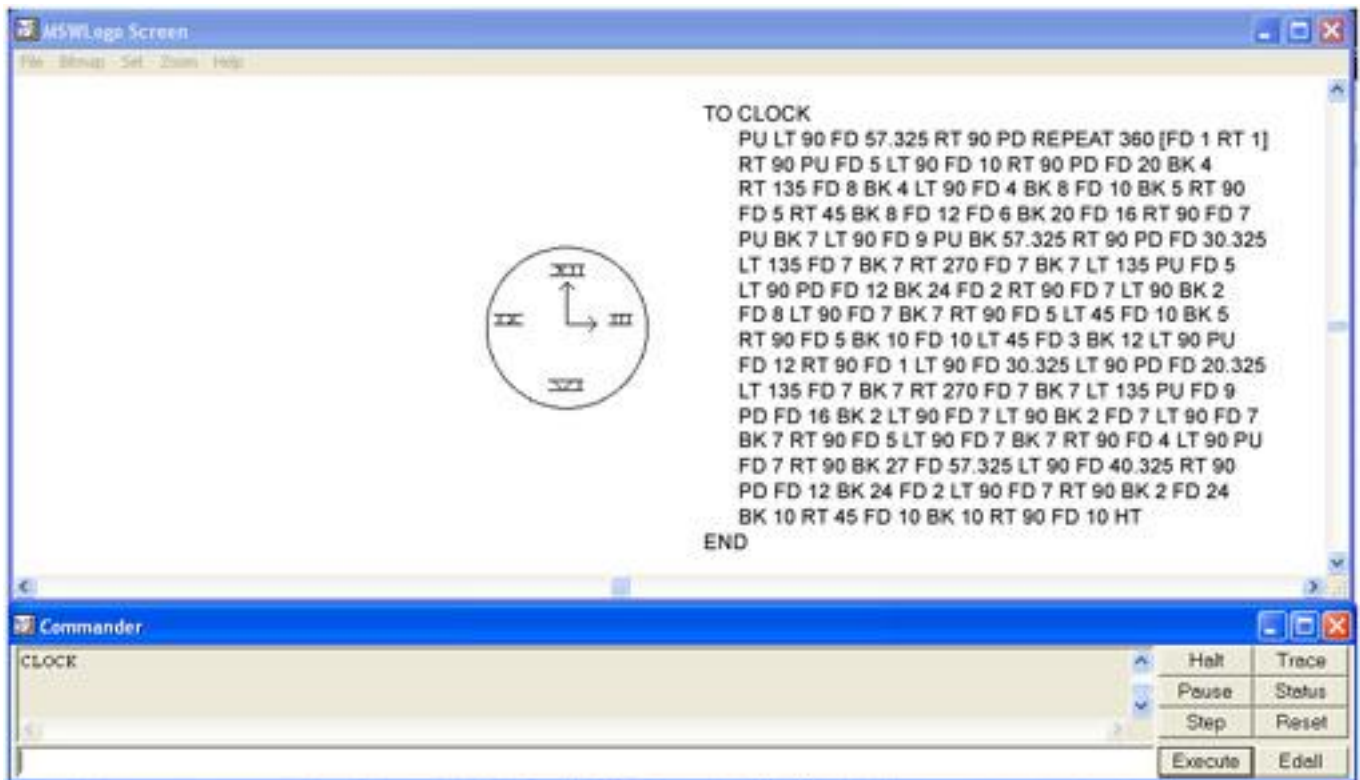 MSWLogo Screen
File Bitmap Set Zoom Help
TO CLOCK
PU LT 90 FD 57.325 RT 90 PD REPEAT 360 [FD 1 RT 1]
RT 90 PU FD 5 LT 90 FD 10 RT 90 PD FD 20 BK 4
RT 135 FD 8 BK 4 LT 90 FD 4 BK 8 FD 10 BK 5 RT 90
FD 5 RT 45 BK 8 FD 12 FD 6 BK 20 FD 16 RT 90 FD 7
PU BK 7 LT 90 FD 9 PU BK 57.325 RT 90 PD FD 30.325
LT 135 FD 7 BK 7 RT 270 FD 7 BK 7 LT 135 PU FD 5
LT 90 PD FD 12 BK 24 FD 2 RT 90 FD 7 LT 90 BK 2
FD 8 LT 90 FD 7 BK 7 RT 90 FD 5 LT 45 FD 10 BK 5
RT 90 FD 5 BK 10 FD 10 LT 45 FD 3 BK 12 LT 90 PU
FD 12 RT 90 FD 1 LT 90 FD 30.325 LT 90 PD FD 20.325
LT 135 FD 7 BK 7 RT 270 FD 7 BK 7 LT 135 PU FD 9
PD FD 16 BK 2 LT 90 FD 7 LT 90 BK 2 FD 7 LT 90 FD 7
BK 7 RT 90 FD 5 LT 90 FD 7 BK 7 RT 90 FD 4 LT 90 PU
FD 7 RT 90 BK 27 FD 57.325 LT 90 FD 40.325 RT 90
PD FD 12 BK 24 FD 2 LT 90 FD 7 RT 90 BK 2 FD 24
BK 10 RT 45 FD 10 BK 10 RT 90 FD 10 HT
END
XII
IX III
VI
Commander
CLOCK
Halt Trace
Pause Status
Step Reset
Execute Edall